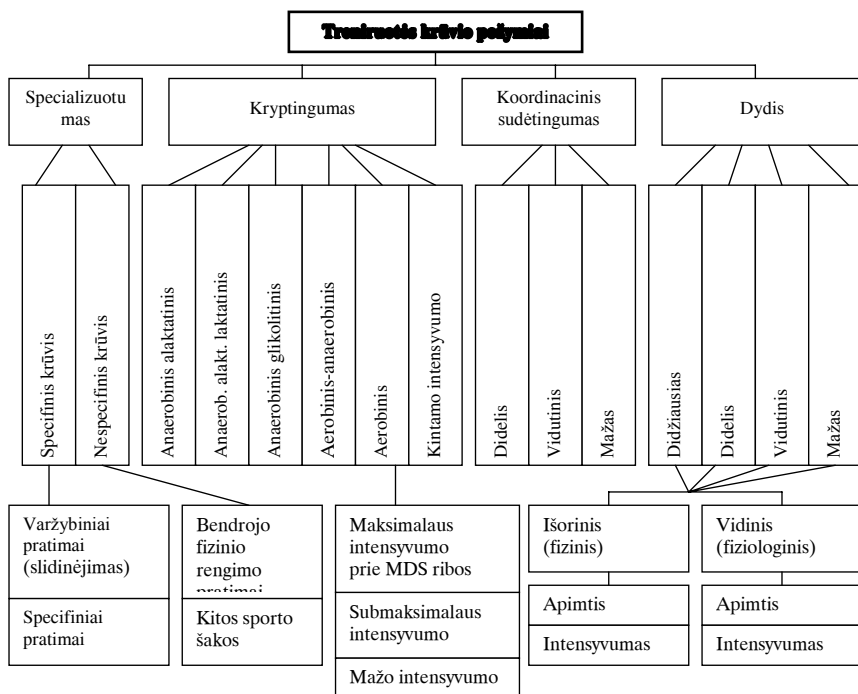 Treniruotės krūvio požymiai
Specializuotu
mas
Kryptingumas
Koordinacinis
sudėtingumas
Dydis
Specifinis krūvis
Nespecifinis krūvis
Anaerobinis alaktatinis
Anaerob. alakt. laktatinis
Anaerobinis glikolitinis
Aerobinis-anaerobinis
Aerobinis
Kintamo intensyvumo
Didelis
Vidutinis
Mažas
Didžiausias
Didelis
Vidutinis
Mažas
Varžybiniai
pratimai
(slidinėjimas)
Specifiniai
pratimai
Bendrojo
fizinio
rengimo
pratimai
Kitos sporto
šakos
Maksimalaus
intensyvumo
prie MDS ribos
Submaksimalaus
intensyvumo
Mažo intensyvumo
Išorinis
(fizinis)
Apimtis
Intensyvumas
Vidinis
(fiziologinis)
Apimtis
Intensyvumas